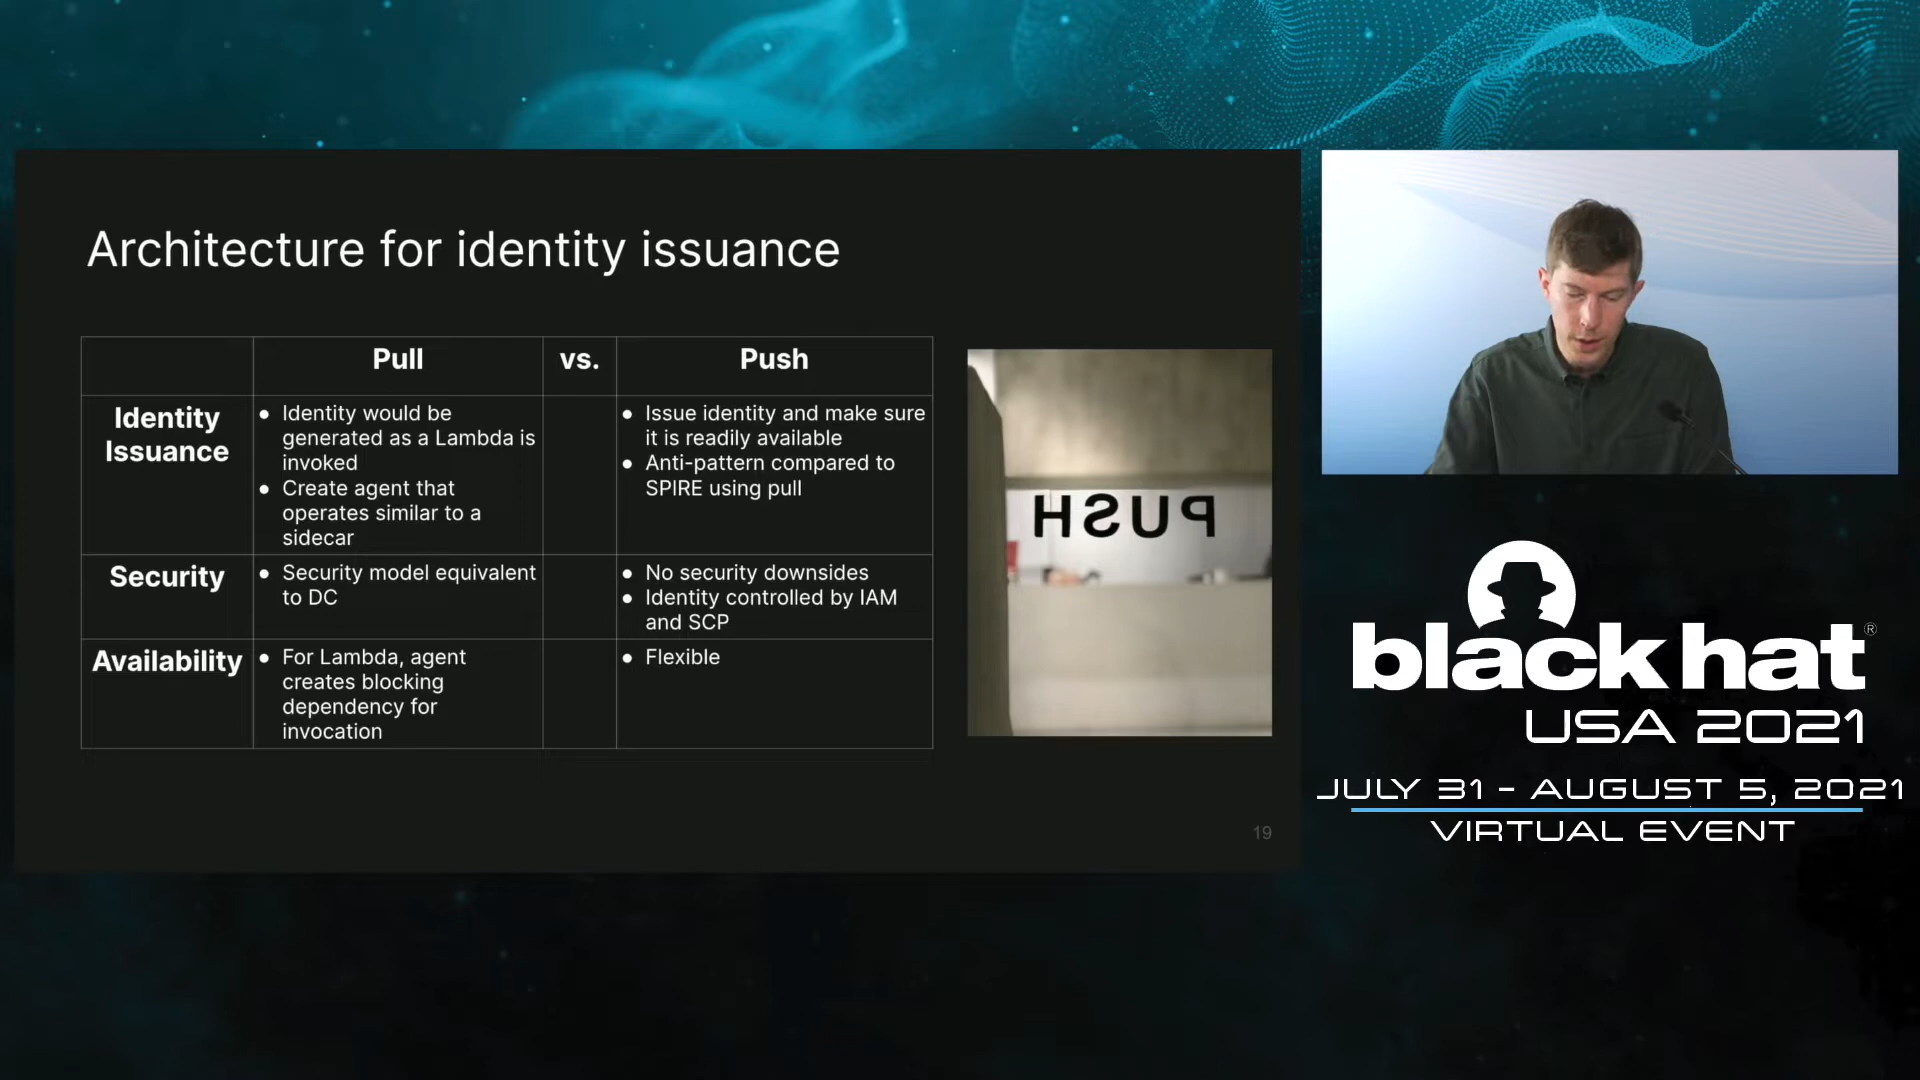 Architecture for identity issuance
Pull vs. Push
Identity
Issuance
● Identity would be
generated as a Lambda is
invoked
● Create agent that
operates similar to a
sidecar
● Issue identity and make sure
it is readily available
● Anti-pattern compared to
SPIRE using pull
Security
● Security model equivalent
to DC
● No security downsides
● Identity controlled by IAM
and SCP
Availability
● For Lambda, agent
creates blocking
dependency for
invocation
● Flexible
PUSH
19
black hat®
USA 2021
JULY 31 - AUGUST 5, 2021
VIRTUAL EVENT